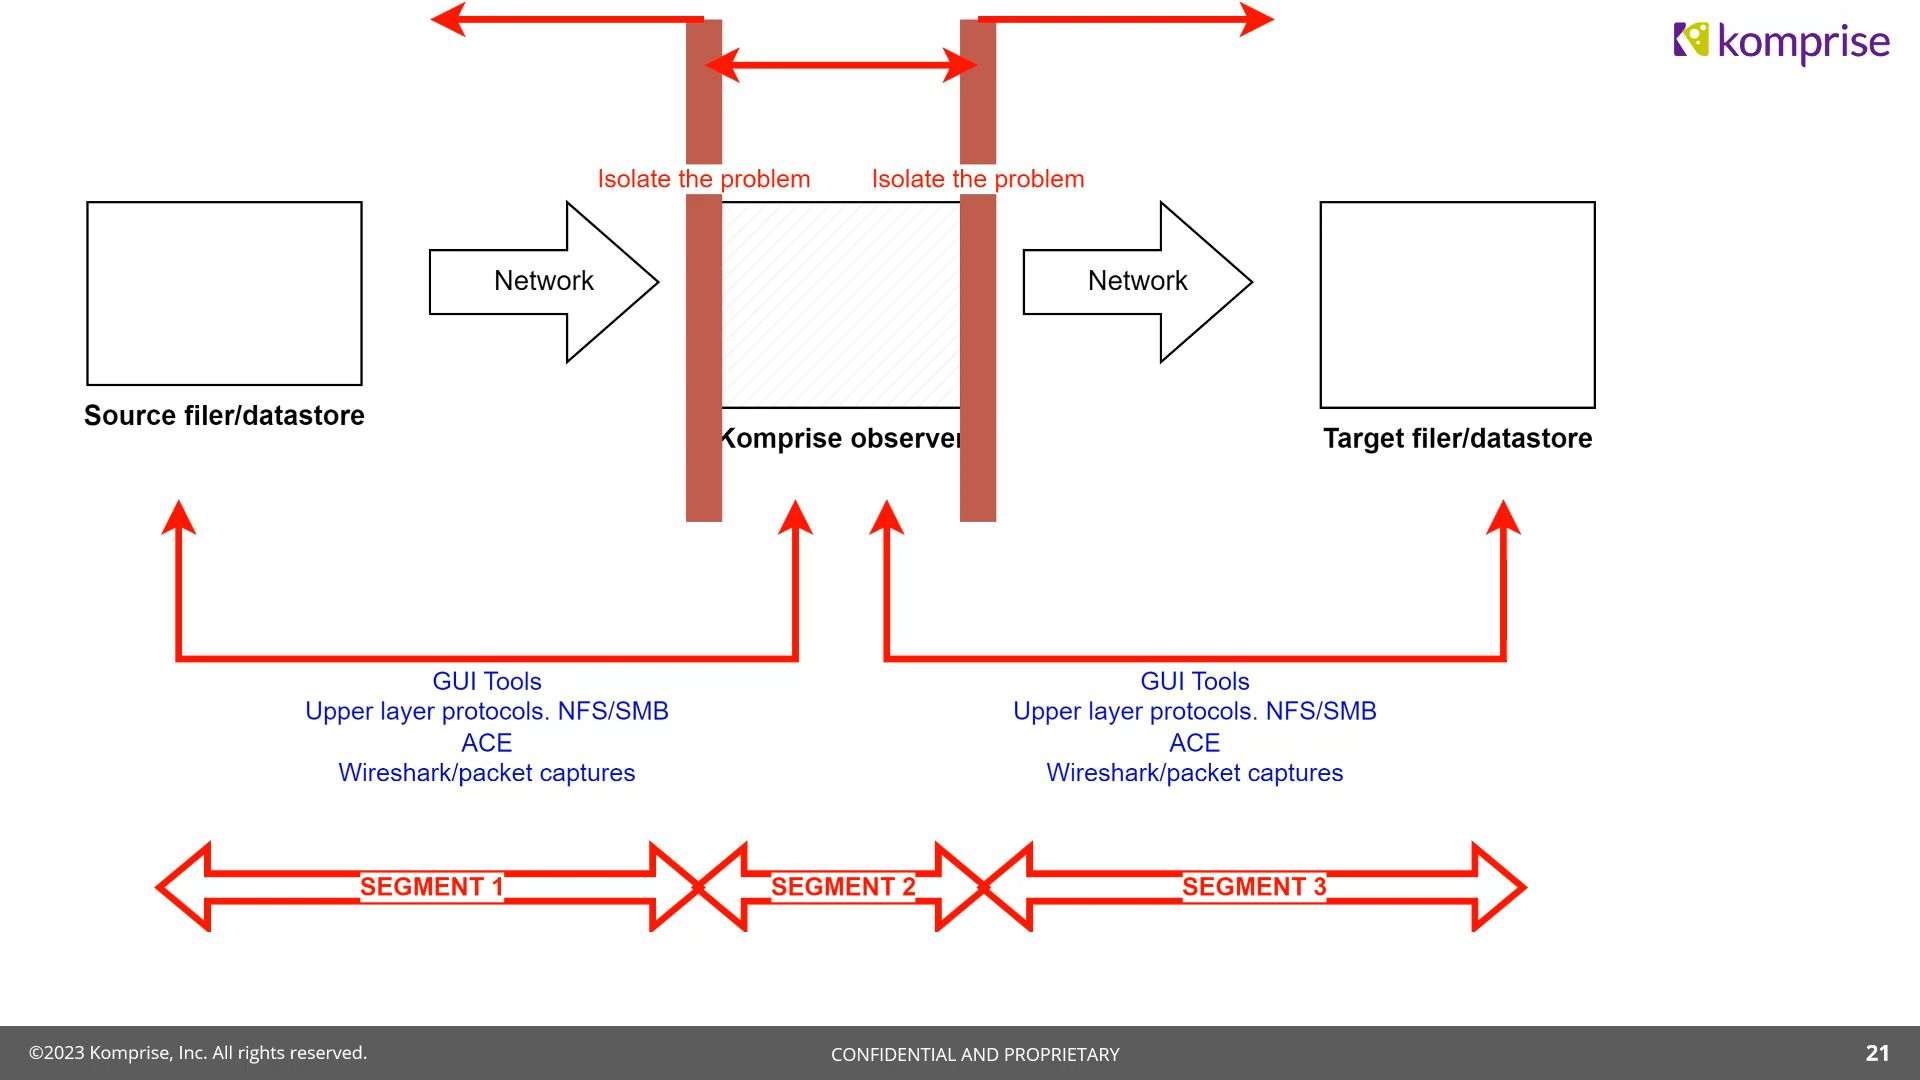 komprise
Isolate the problem
Isolate the problem
Network
Network
Source filer/datastore
Komprise observer
Target filer/datastore
GUI Tools
Upper layer protocols. NFS/SMB
ACE
Wireshark/packet captures
GUI Tools
Upper layer protocols. NFS/SMB
ACE
Wireshark/packet captures
SEGMENT 1
SEGMENT 2
SEGMENT 3
©2023 Komprise, Inc. All rights reserved.
CONFIDENTIAL AND PROPRIETARY
21